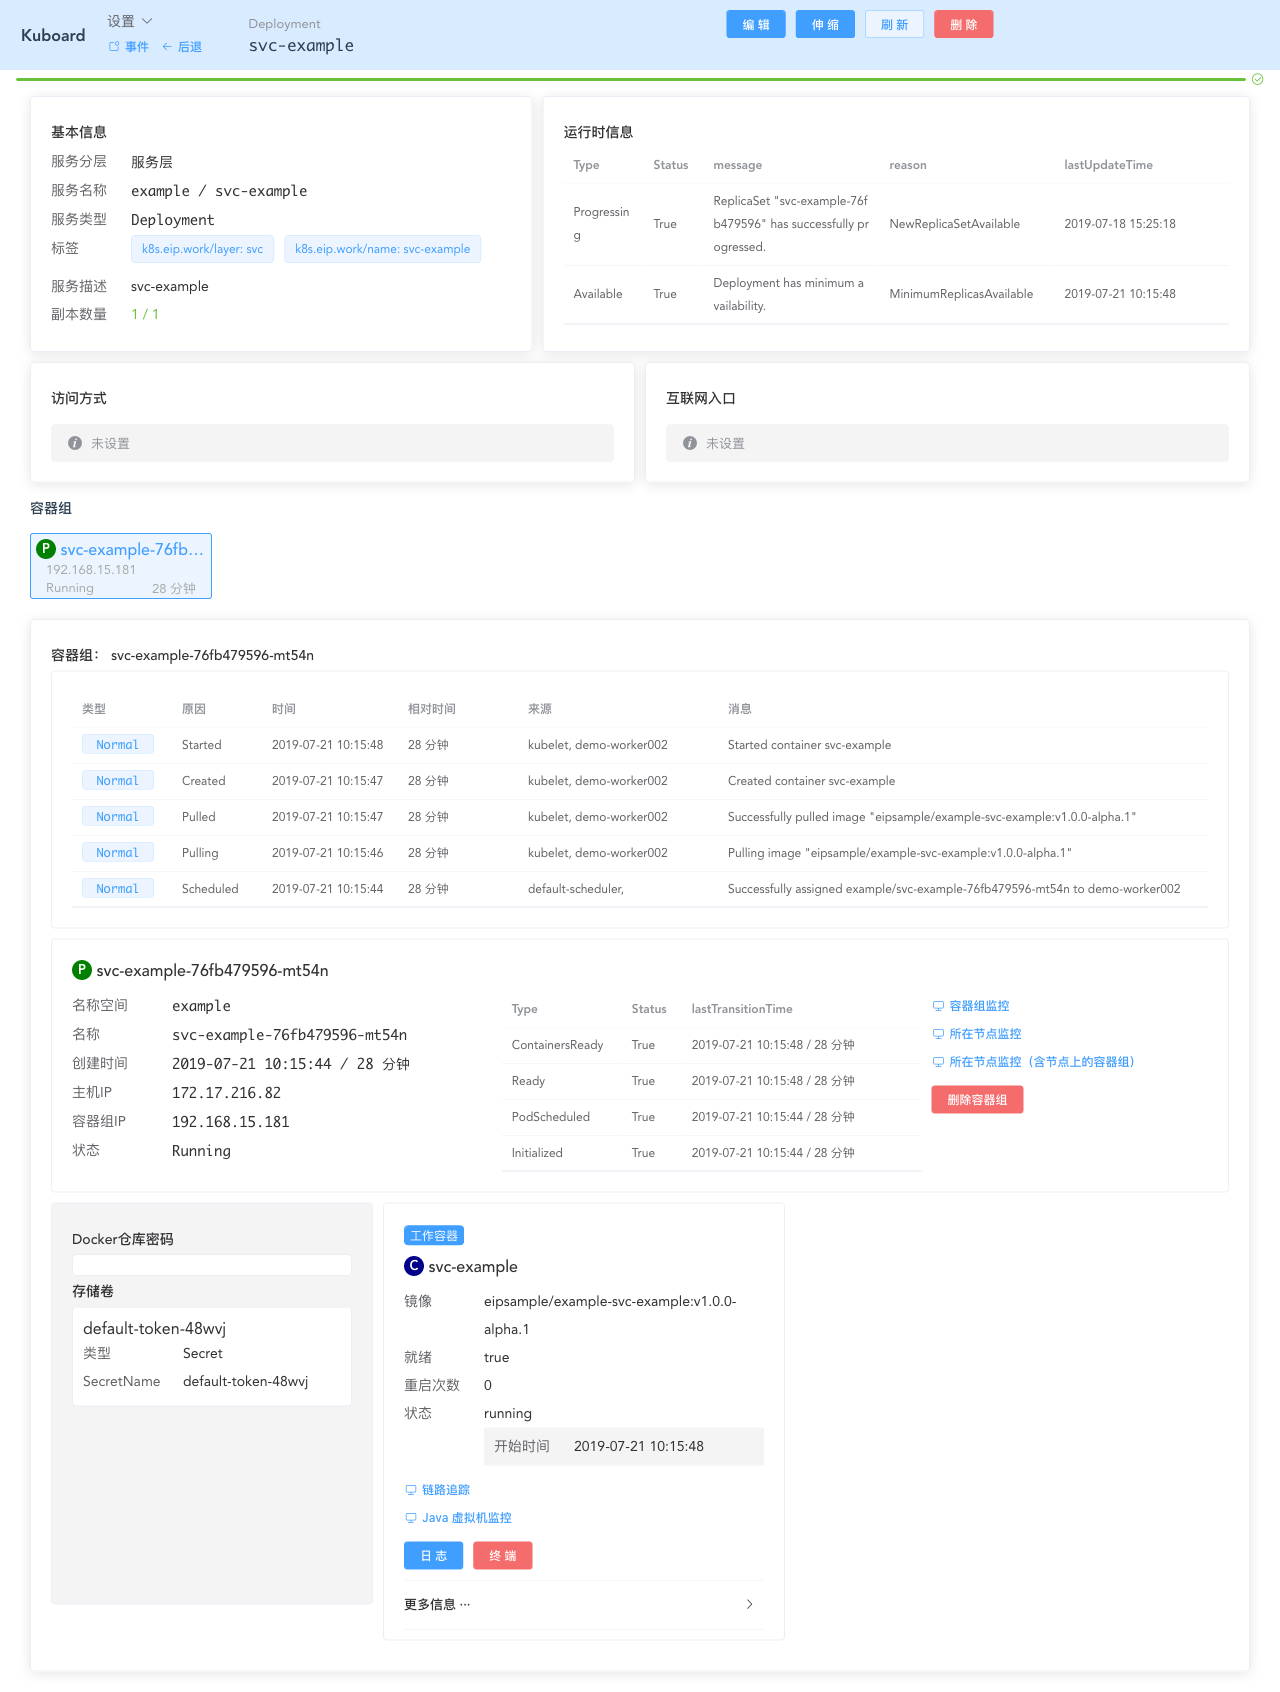 Kuboard
设置
事件
后退
Deployment
svc-example
编 辑
伸 缩
刷 新
删 除
基本信息
服务分层 服务层
服务名称 example / svc-example
服务类型 Deployment
标签 k8s.eip.work/layer: svc k8s.eip.work/name: svc-example
服务描述 svc-example
副本数量 1 / 1
运行时信息
Type Status message reason lastUpdateTime
Progressin
g
True
ReplicaSet "svc-example-76f
b479596" has successfully pr
ogressed.
NewReplicaSetAvailable
2019-07-18 15:25:18
Available
True
Deployment has minimum a
vailability.
MinimumReplicasAvailable
2019-07-21 10:15:48
访问方式
未设置
互联网入口
未设置
容器组
P svc-example-76fb...
192.168.15.181
Running 28 分钟
容器组： svc-example-76fb479596-mt54n
类型 原因 时间 相对时间 来源 消息
Normal Started 2019-07-21 10:15:48 28 分钟 kubelet, demo-worker002 Started container svc-example
Normal Created 2019-07-21 10:15:47 28 分钟 kubelet, demo-worker002 Created container svc-example
Normal Pulled 2019-07-21 10:15:47 28 分钟 kubelet, demo-worker002 Successfully pulled image "eipsample/example-svc-example:v1.0.0-alpha.1"
Normal Pulling 2019-07-21 10:15:46 28 分钟 kubelet, demo-worker002 Pulling image "eipsample/example-svc-example:v1.0.0-alpha.1"
Normal Scheduled 2019-07-21 10:15:44 28 分钟 default-scheduler, Successfully assigned example/svc-example-76fb479596-mt54n to demo-worker002
P svc-example-76fb479596-mt54n
名称空间 example
名称 svc-example-76fb479596-mt54n
创建时间 2019-07-21 10:15:44 / 28 分钟
主机IP 172.17.216.82
容器组IP 192.168.15.181
状态 Running
Type Status lastTransitionTime
ContainersReady True 2019-07-21 10:15:48 / 28 分钟
Ready True 2019-07-21 10:15:48 / 28 分钟
PodScheduled True 2019-07-21 10:15:44 / 28 分钟
Initialized True 2019-07-21 10:15:44 / 28 分钟
容器组监控
所在节点监控
所在节点监控（含节点上的容器组）
删除容器组
Docker仓库密码
存储卷
default-token-48wvj
类型 Secret
SecretName default-token-48wvj
工作容器
C svc-example
镜像 eipsample/example-svc-example:v1.0.0-
alpha.1
就绪 true
重启次数 0
状态 running
开始时间 2019-07-21 10:15:48
链路追踪
Java 虚拟机监控
日 志
终 端
更多信息 ···